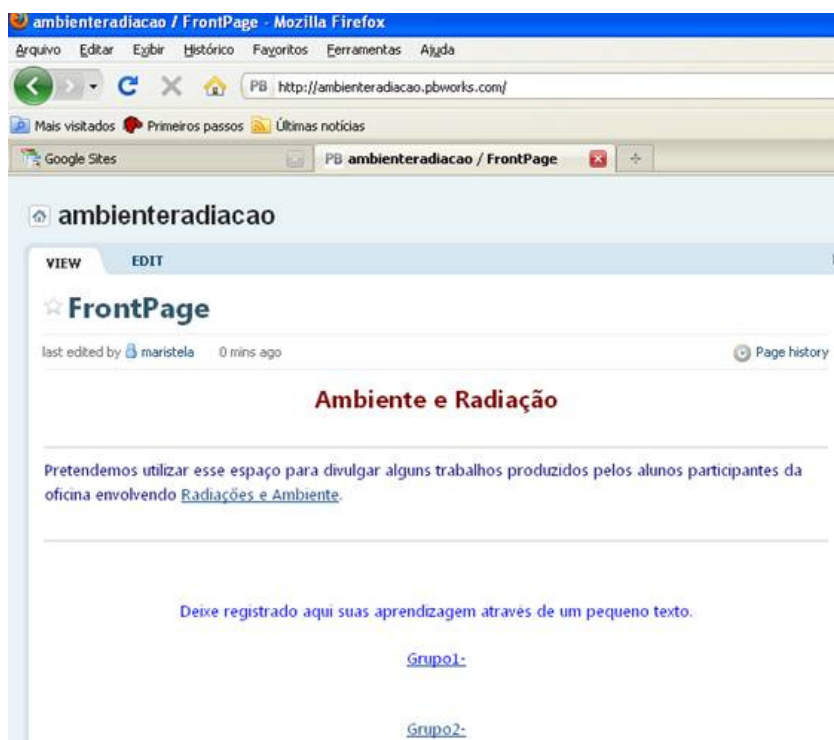 ambienteradiacao / FrontPage - Mozilla Firefox
Arquivo Editar Exibir Histórico Favoritos Ferramentas Ajuda
PB http://ambienteradiacao.pbworks.com/
Mais visitados Primeiros passos Últimas notícias
Google Sites PB ambienteradiacao / FrontPage
ambienteradiacao
VIEW EDIT
FrontPage
last edited by maristela 0 mins ago Page history
Ambiente e Radiação
Pretendemos utilizar esse espaço para divulgar alguns trabalhos produzidos pelos alunos participantes da
oficina envolvendo Radiações e Ambiente.
Deixe registrado aqui suas aprendizagem através de um pequeno texto.
Grupo1-
Grupo2-